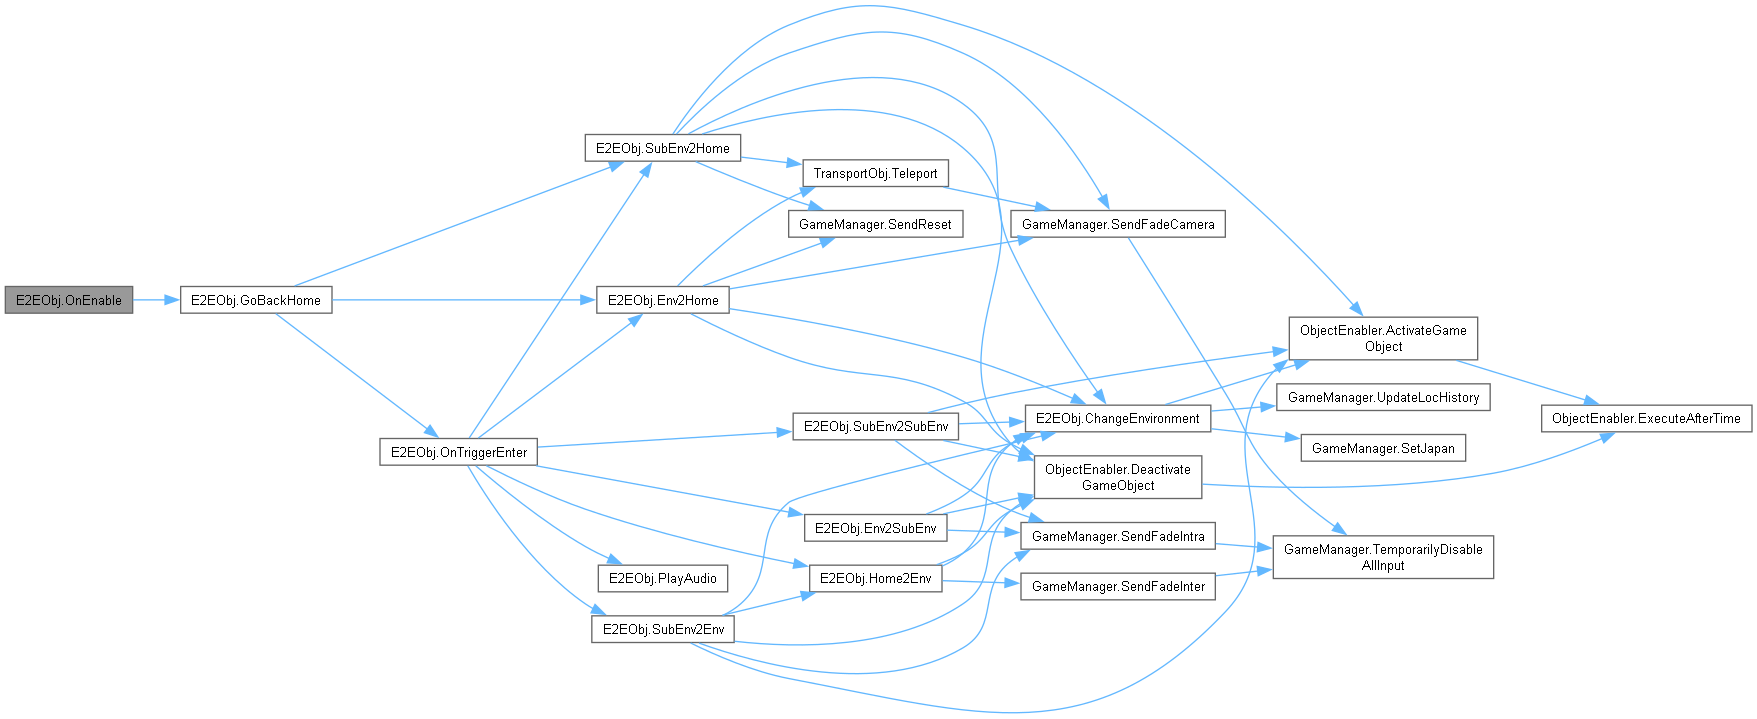 E2EObj.OnEnable
E2EObj.GoBackHome
E2EObj.OnTriggerEnter
E2EObj.SubEnv2Home
E2EObj.Env2Home
E2EObj.PlayAudio
E2EObj.SubEnv2Env
TransportObj.Teleport
GameManager.SendReset
E2EObj.SubEnv2SubEnv
E2EObj.Env2SubEnv
E2EObj.Home2Env
GameManager.SendFadeCamera
E2EObj.ChangeEnvironment
ObjectEnabler.Deactivate
GameObject
GameManager.SendFadeIntra
GameManager.SendFadeInter
ObjectEnabler.ActivateGame
Object
GameManager.UpdateLocHistory
GameManager.SetJapan
GameManager.TemporarilyDisable
AllInput
ObjectEnabler.ExecuteAfterTime